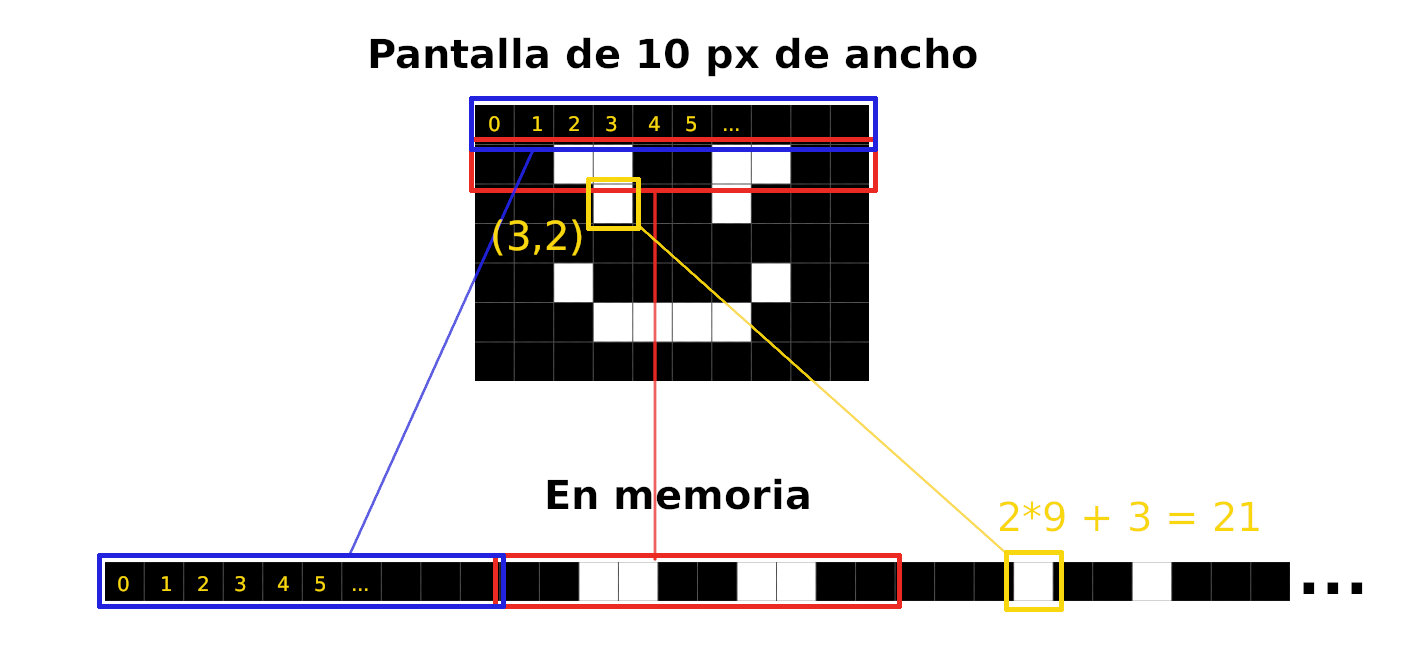 Pantalla de 10 px de ancho
0 1 2 3 4 5 ...
(3,2)
En memoria
2*9 + 3 = 21
0 1 2 3 4 5 ...
...